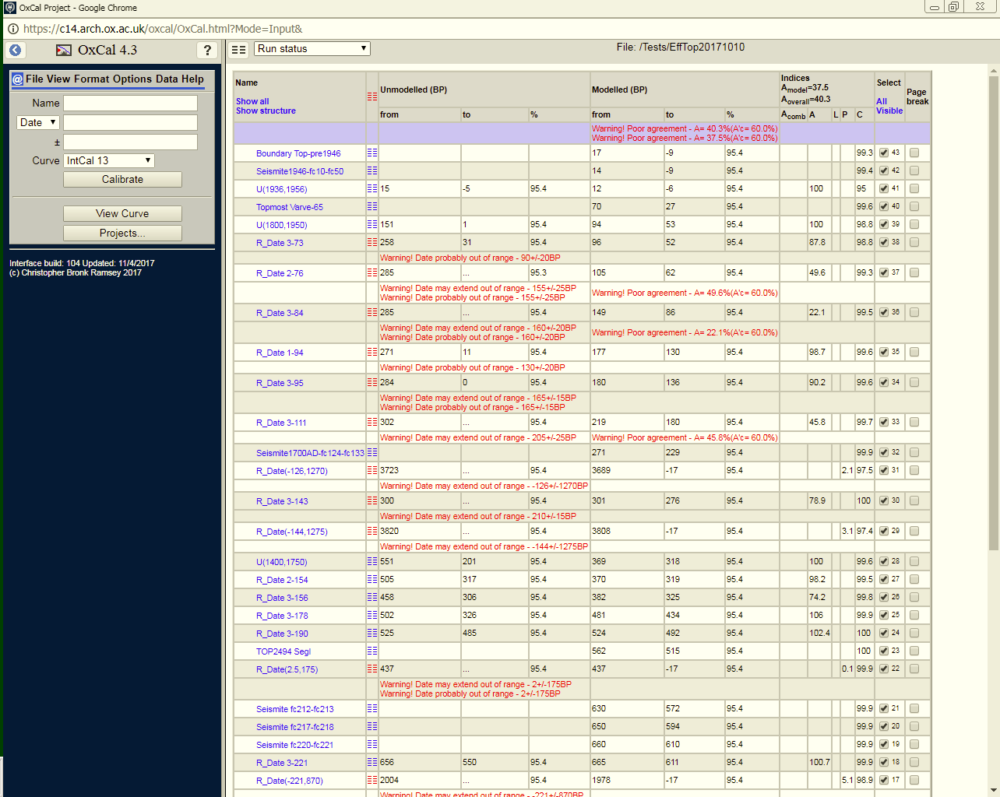 OxCal Project - Google Chrome
https://c14.arch.ox.ac.uk/oxcal/OxCal.html?Mode=Input&
OxCal 4.3 ?
Run status
File: /Tests/EffTop20171010
@ File View Format Options Data Help
Name
Date
±
Curve IntCal 13
Calibrate
View Curve
Projects...
Interface build: 104 Updated: 11/4/2017
(c) Christopher Bronk Ramsey 2017
Name Unmodelled (BP) Modelled (BP) Indices Select Page break
Show all Amodel=37.5 All
Show structure Aoverall=40.3 Visible
from to % from to % Acomb A L P C
Warning! Poor agreement - A= 40.3%(A'c= 60.0%)
Warning! Poor agreement - A= 37.5%(A'c= 60.0%)
Boundary Top-pre1946 17 -9 95.4 99.3 43
Seismite1946-fc10-fc50 14 -9 95.4 99.4 42
U(1936,1956) 15 -5 95.4 12 -6 95.4 100 95 41
Topmost Varve-65 70 27 95.4 99.6 40
U(1800,1950) 151 1 95.4 94 53 95.4 100 98.8 39
R_Date 3-73 258 31 95.4 96 52 95.4 87.8 98.8 38
Warning! Date probably out of range - 90+/-20BP
R_Date 2-76 285 ... 95.3 105 62 95.4 49.6 99.3 37
Warning! Date may extend out of range - 155+/-25BP
Warning! Date probably out of range - 155+/-25BP
Warning! Poor agreement - A= 49.6%(A'c= 60.0%)
R_Date 3-84 285 ... 95.4 149 86 95.4 22.1 99.5 36
Warning! Date may extend out of range - 160+/-20BP
Warning! Date probably out of range - 160+/-20BP
Warning! Poor agreement - A= 22.1%(A'c= 60.0%)
R_Date 1-94 271 11 95.4 177 130 95.4 98.7 99.6 35
Warning! Date probably out of range - 130+/-20BP
R_Date 3-95 284 0 95.4 180 136 95.4 90.2 99.6 34
Warning! Date may extend out of range - 165+/-15BP
Warning! Date probably out of range - 165+/-15BP
R_Date 3-111 302 ... 95.4 219 180 95.4 45.8 99.7 33
Warning! Date may extend out of range - 205+/-25BP Warning! Poor agreement - A= 45.8%(A'c= 60.0%)
Seismite1700AD-fc124-fc133 271 229 95.4 99.9 32
R_Date(-126,1270) 3723 ... 95.4 3689 -17 95.4 2.1 97.5 31
Warning! Date may extend out of range - -126+/-1270BP
R_Date 3-143 300 ... 95.4 301 276 95.4 78.9 100 30
Warning! Date may extend out of range - 210+/-15BP
R_Date(-144,1275) 3820 ... 95.4 3808 -17 95.4 3.1 97.4 29
Warning! Date may extend out of range - -144+/-1275BP
U(1400,1750) 551 201 95.4 369 318 95.4 100 99.6 28
R_Date 2-154 505 317 95.4 370 319 95.4 98.2 99.5 27
R_Date 3-156 458 306 95.4 382 325 95.4 74.2 99.8 26
R_Date 3-178 502 326 95.4 481 434 95.4 106 99.9 25
R_Date 3-190 525 485 95.4 524 492 95.4 102.4 100 24
TOP2494 Segl 562 515 95.4 100 23
R_Date(2.5,175) 437 ... 95.4 437 -17 95.4 0.1 99.9 22
Warning! Date may extend out of range - 2+/-175BP
Warning! Date probably out of range - 2+/-175BP
Seismite fc212-fc213 630 572 95.4 99.9 21
Seismite fc217-fc218 650 594 95.4 99.9 20
Seismite fc220-fc221 660 610 95.4 99.9 19
R_Date 3-221 656 550 95.4 665 611 95.4 100.7 99.9 18
R_Date(-221,870) 2004 ... 95.4 1978 -17 95.4 5.1 98.9 17
Warning! Date may extend out of range - -221+/-870BP